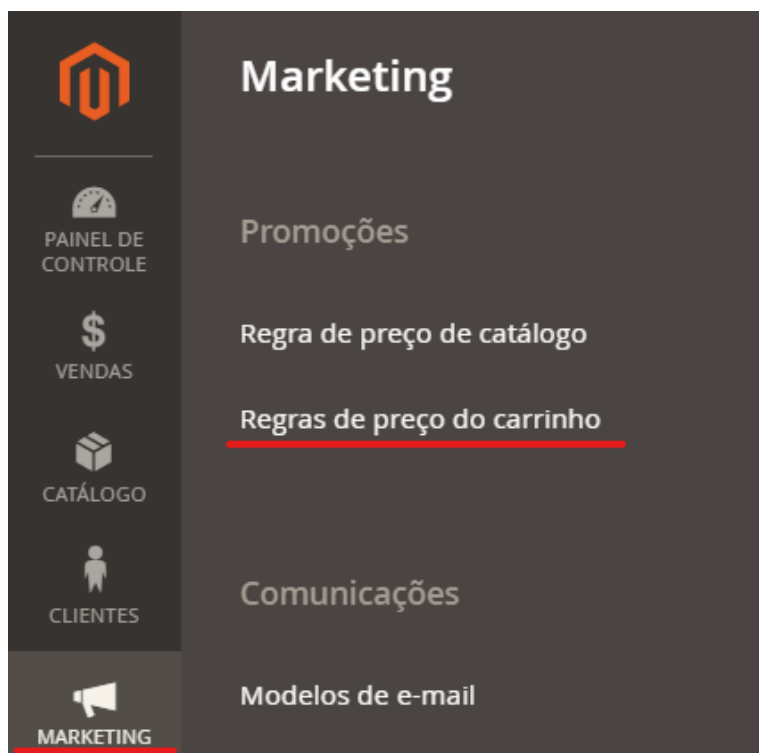 PAINEL DE
CONTROLE
VENDAS
CATÁLOGO
CLIENTES
MARKETING
Marketing
Promoções
Regra de preço de catálogo
Regras de preço do carrinho
Comunicações
Modelos de e-mail